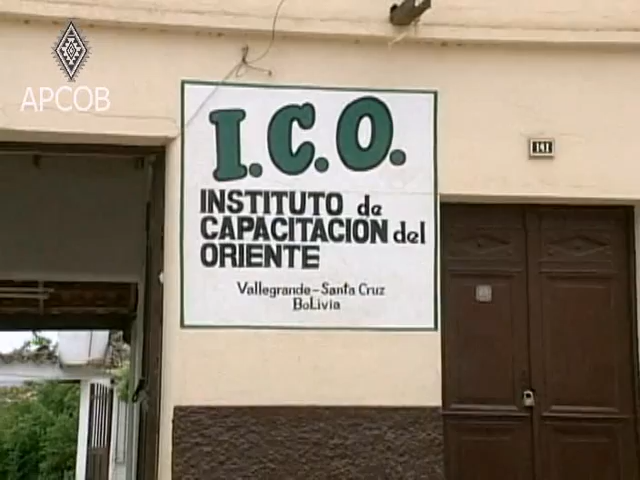 APCOB
I.C.O.
INSTITUTO de
CAPACITACION del
ORIENTE
Vallegrande-Santa Cruz
BoLivia
141